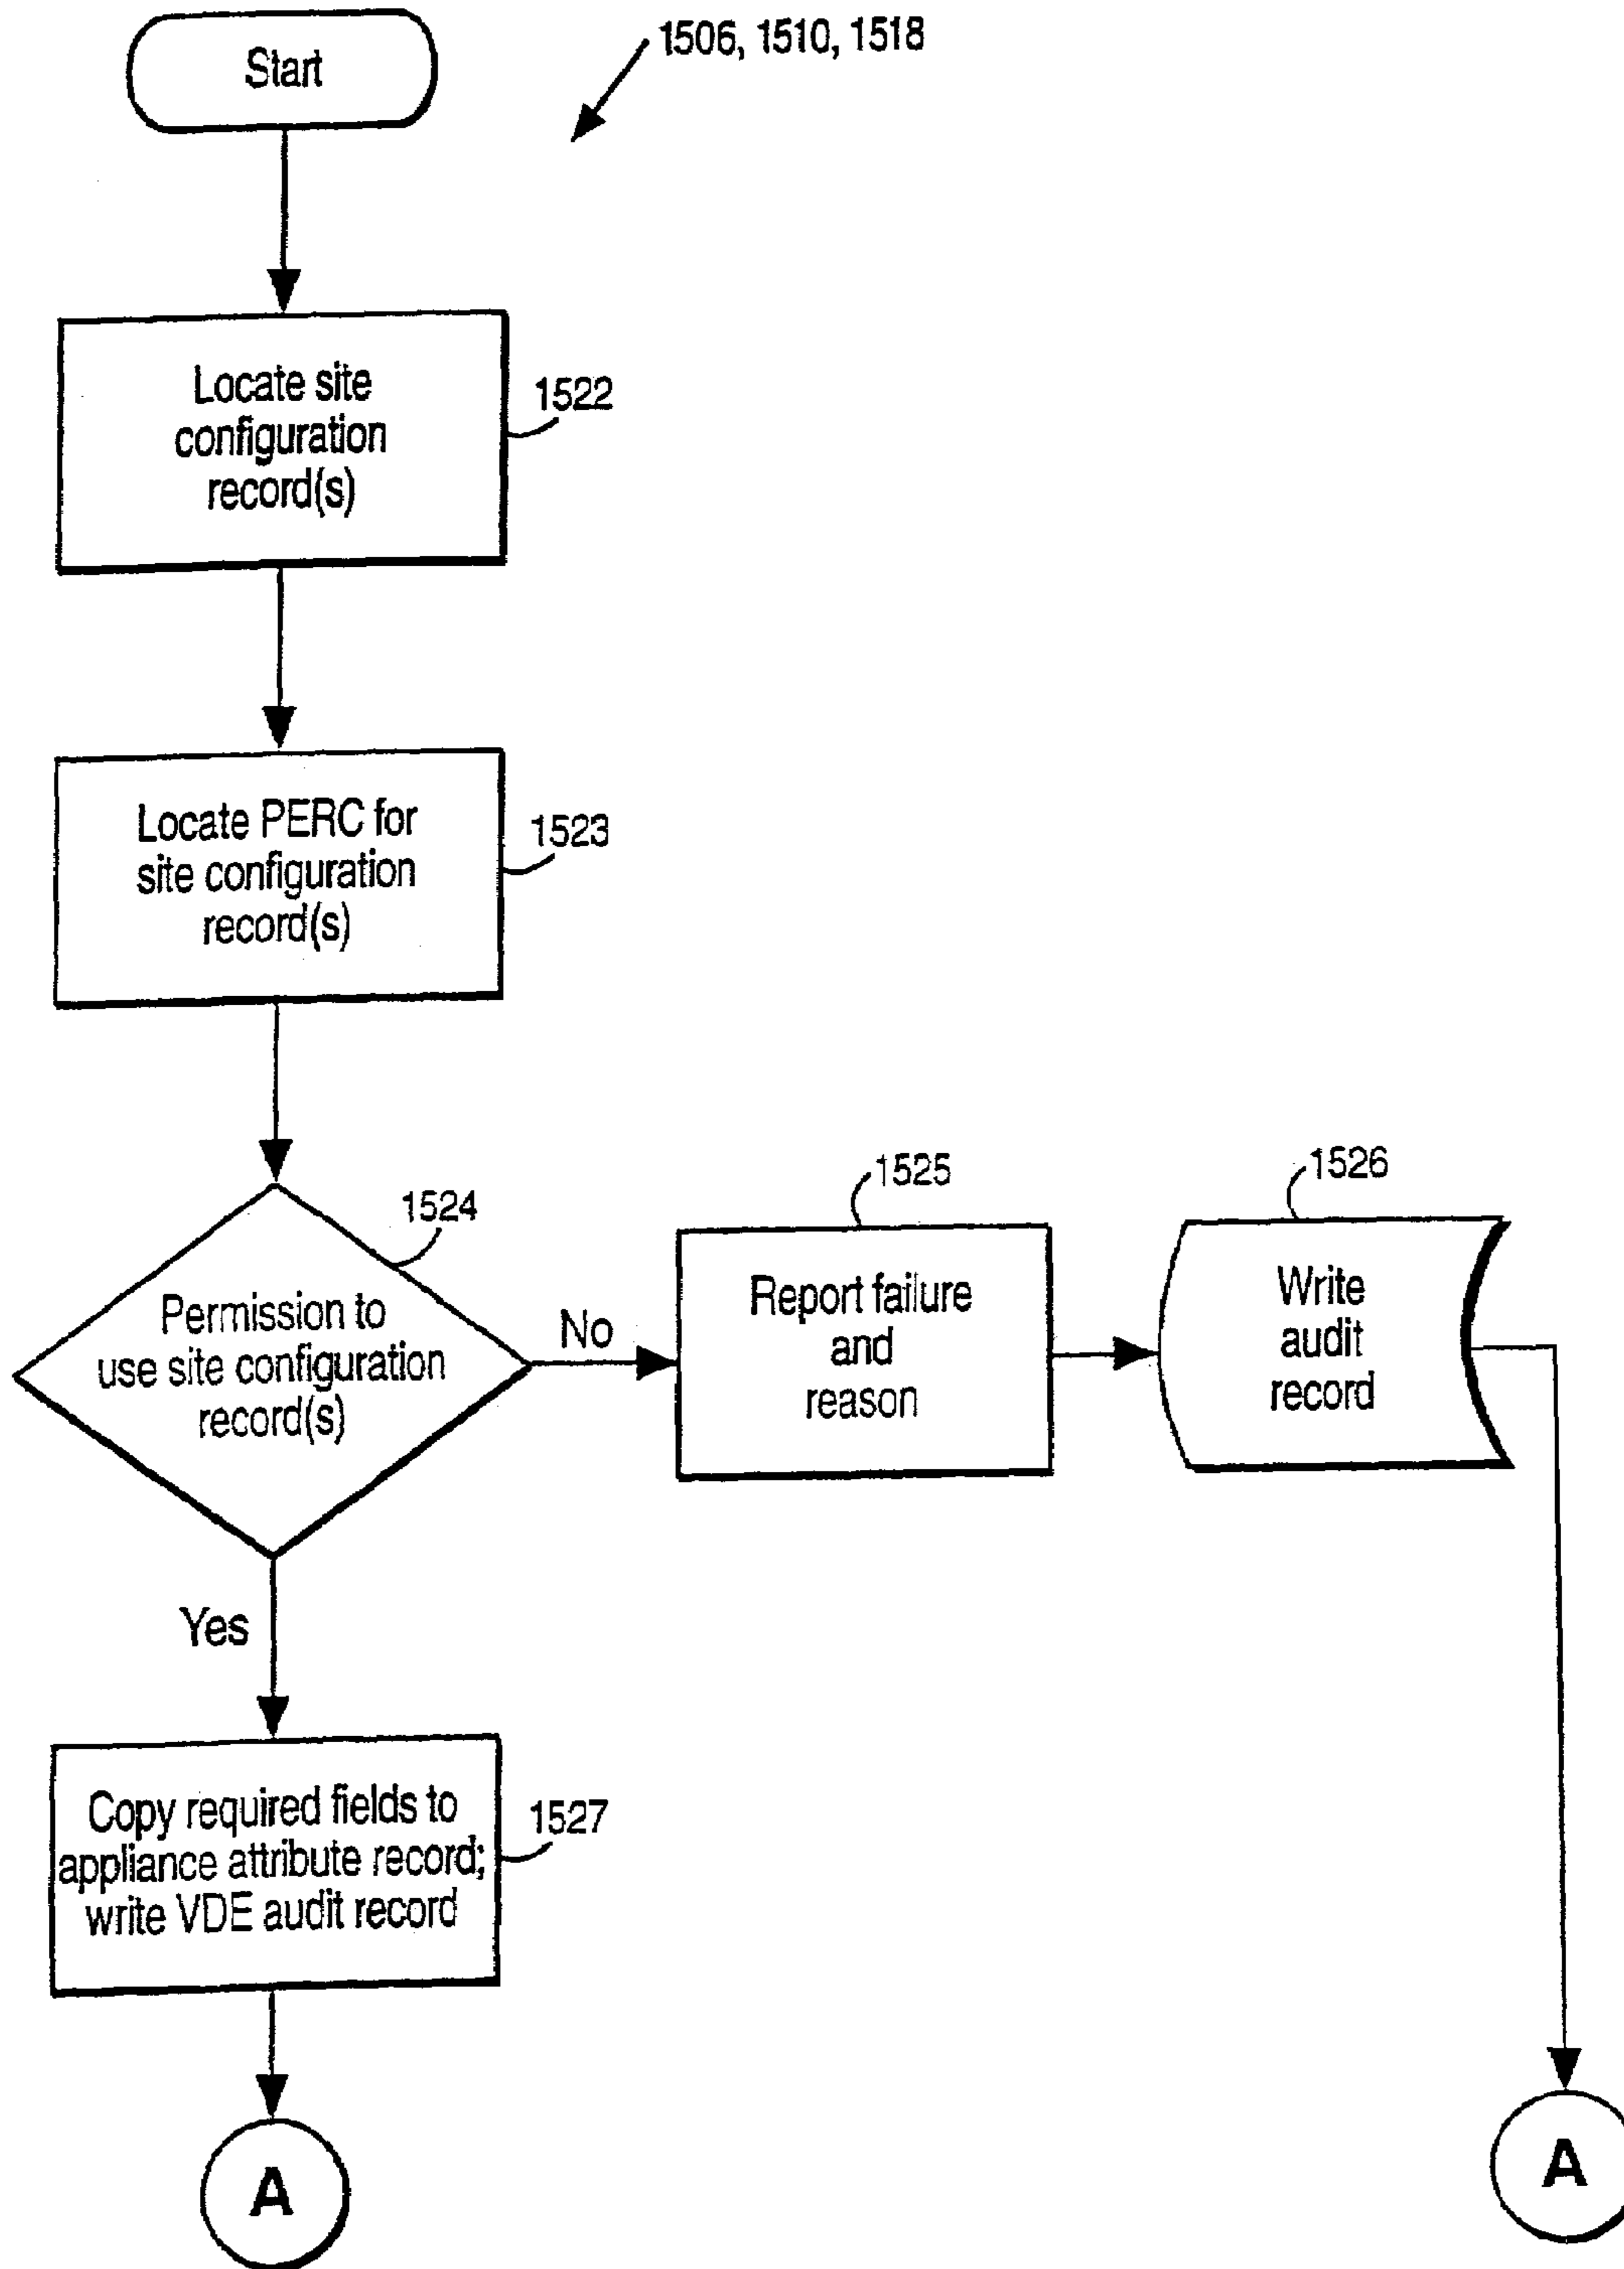 Start
1506, 1510, 1518
Locate site
configuration
record(s)
1522
Locate PERC for
site configuration
record(s)
1523
Permission to
use site configuration
record(s)
1524
No
Report failure
and
reason
1525
Write
audit
record
1526
Yes
Copy required fields to
appliance attribute record;
write VDE audit record
1527
A
A